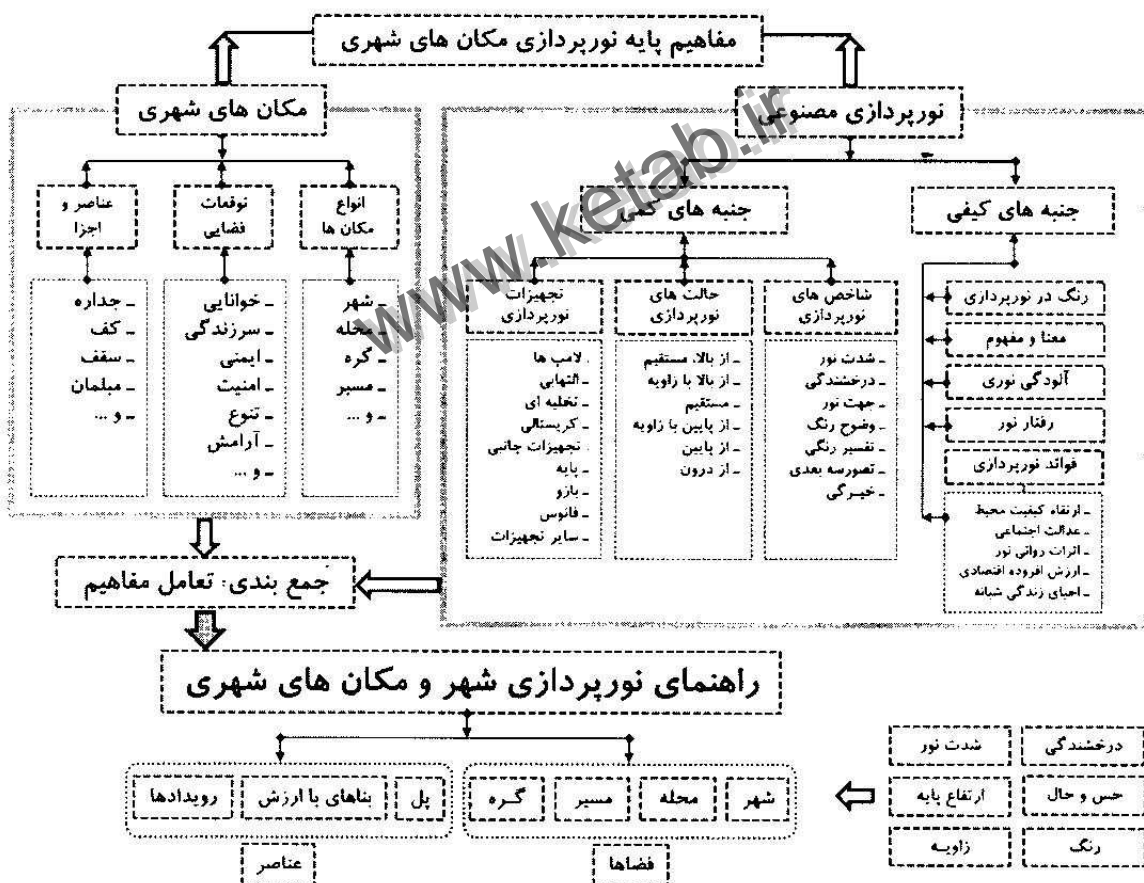 مفاهیم پایه نورپردازی مکان های شهری
نورپردازی مصنوعی
مکان های شهری
جنبه های کیفی
جنبه های کمی
رنگ در نورپردازی
معنا و مفهوم
آلودگی نوری
رفتار نور
فوائد نورپردازی
ـ ارتقاء کیفیت محیط
ـ عدالت اجتماعی
ـ اثرات روانی نور
ـ ارزش افزوده اقتصادی
ـ احیای زندگی شبانه
شاخص های
نورپردازی
ـ شدت نور
ـ درخشندگی
ـ جهت نور
ـ وضوح رنگ
ـ تفسیر رنگی
ـ تصورسه بعدی
ـ خیرگی
حالت های
نورپردازی
ـ از بالا، مستقیم
ـ از بالا با زاویه
ـ مستقیم
ـ از پایین با زاویه
ـ از پایین
ـ از درون
تجهیزات
نورپردازی
. لامپ ها
ـ التهابی
ـ تخلیه ای
ـ کریستالی
. تجهیزات جانبی
ـ پایه
ـ بازو
ـ فانوس
ـ سایر تجهیزات
انواع
مکان ها
ـ شهر
ـ محله
ـ گره
ـ مسیر
ـ و ...
توقعات
فضایی
ـ خوانایی
ـ سرزندگی
ـ ایمنی
ـ امنیت
ـ تنوع
ـ آرامش
ـ و ...
عناصر و
اجزا
ـ جداره
ـ کف
ـ سقف
ـ مبلمان
ـ و ...
www.ketab.ir
جمع بندی: تعامل مفاهیم
راهنمای نورپردازی شهر و مکان های شهری
درخشندگی
شدت نور
حس و حال
ارتفاع پایه
رنگ
زاویـه
شهر
محله
مسیر
گـره
فضاها
پل
بناهای با ارزش
رویدادها
عناصر